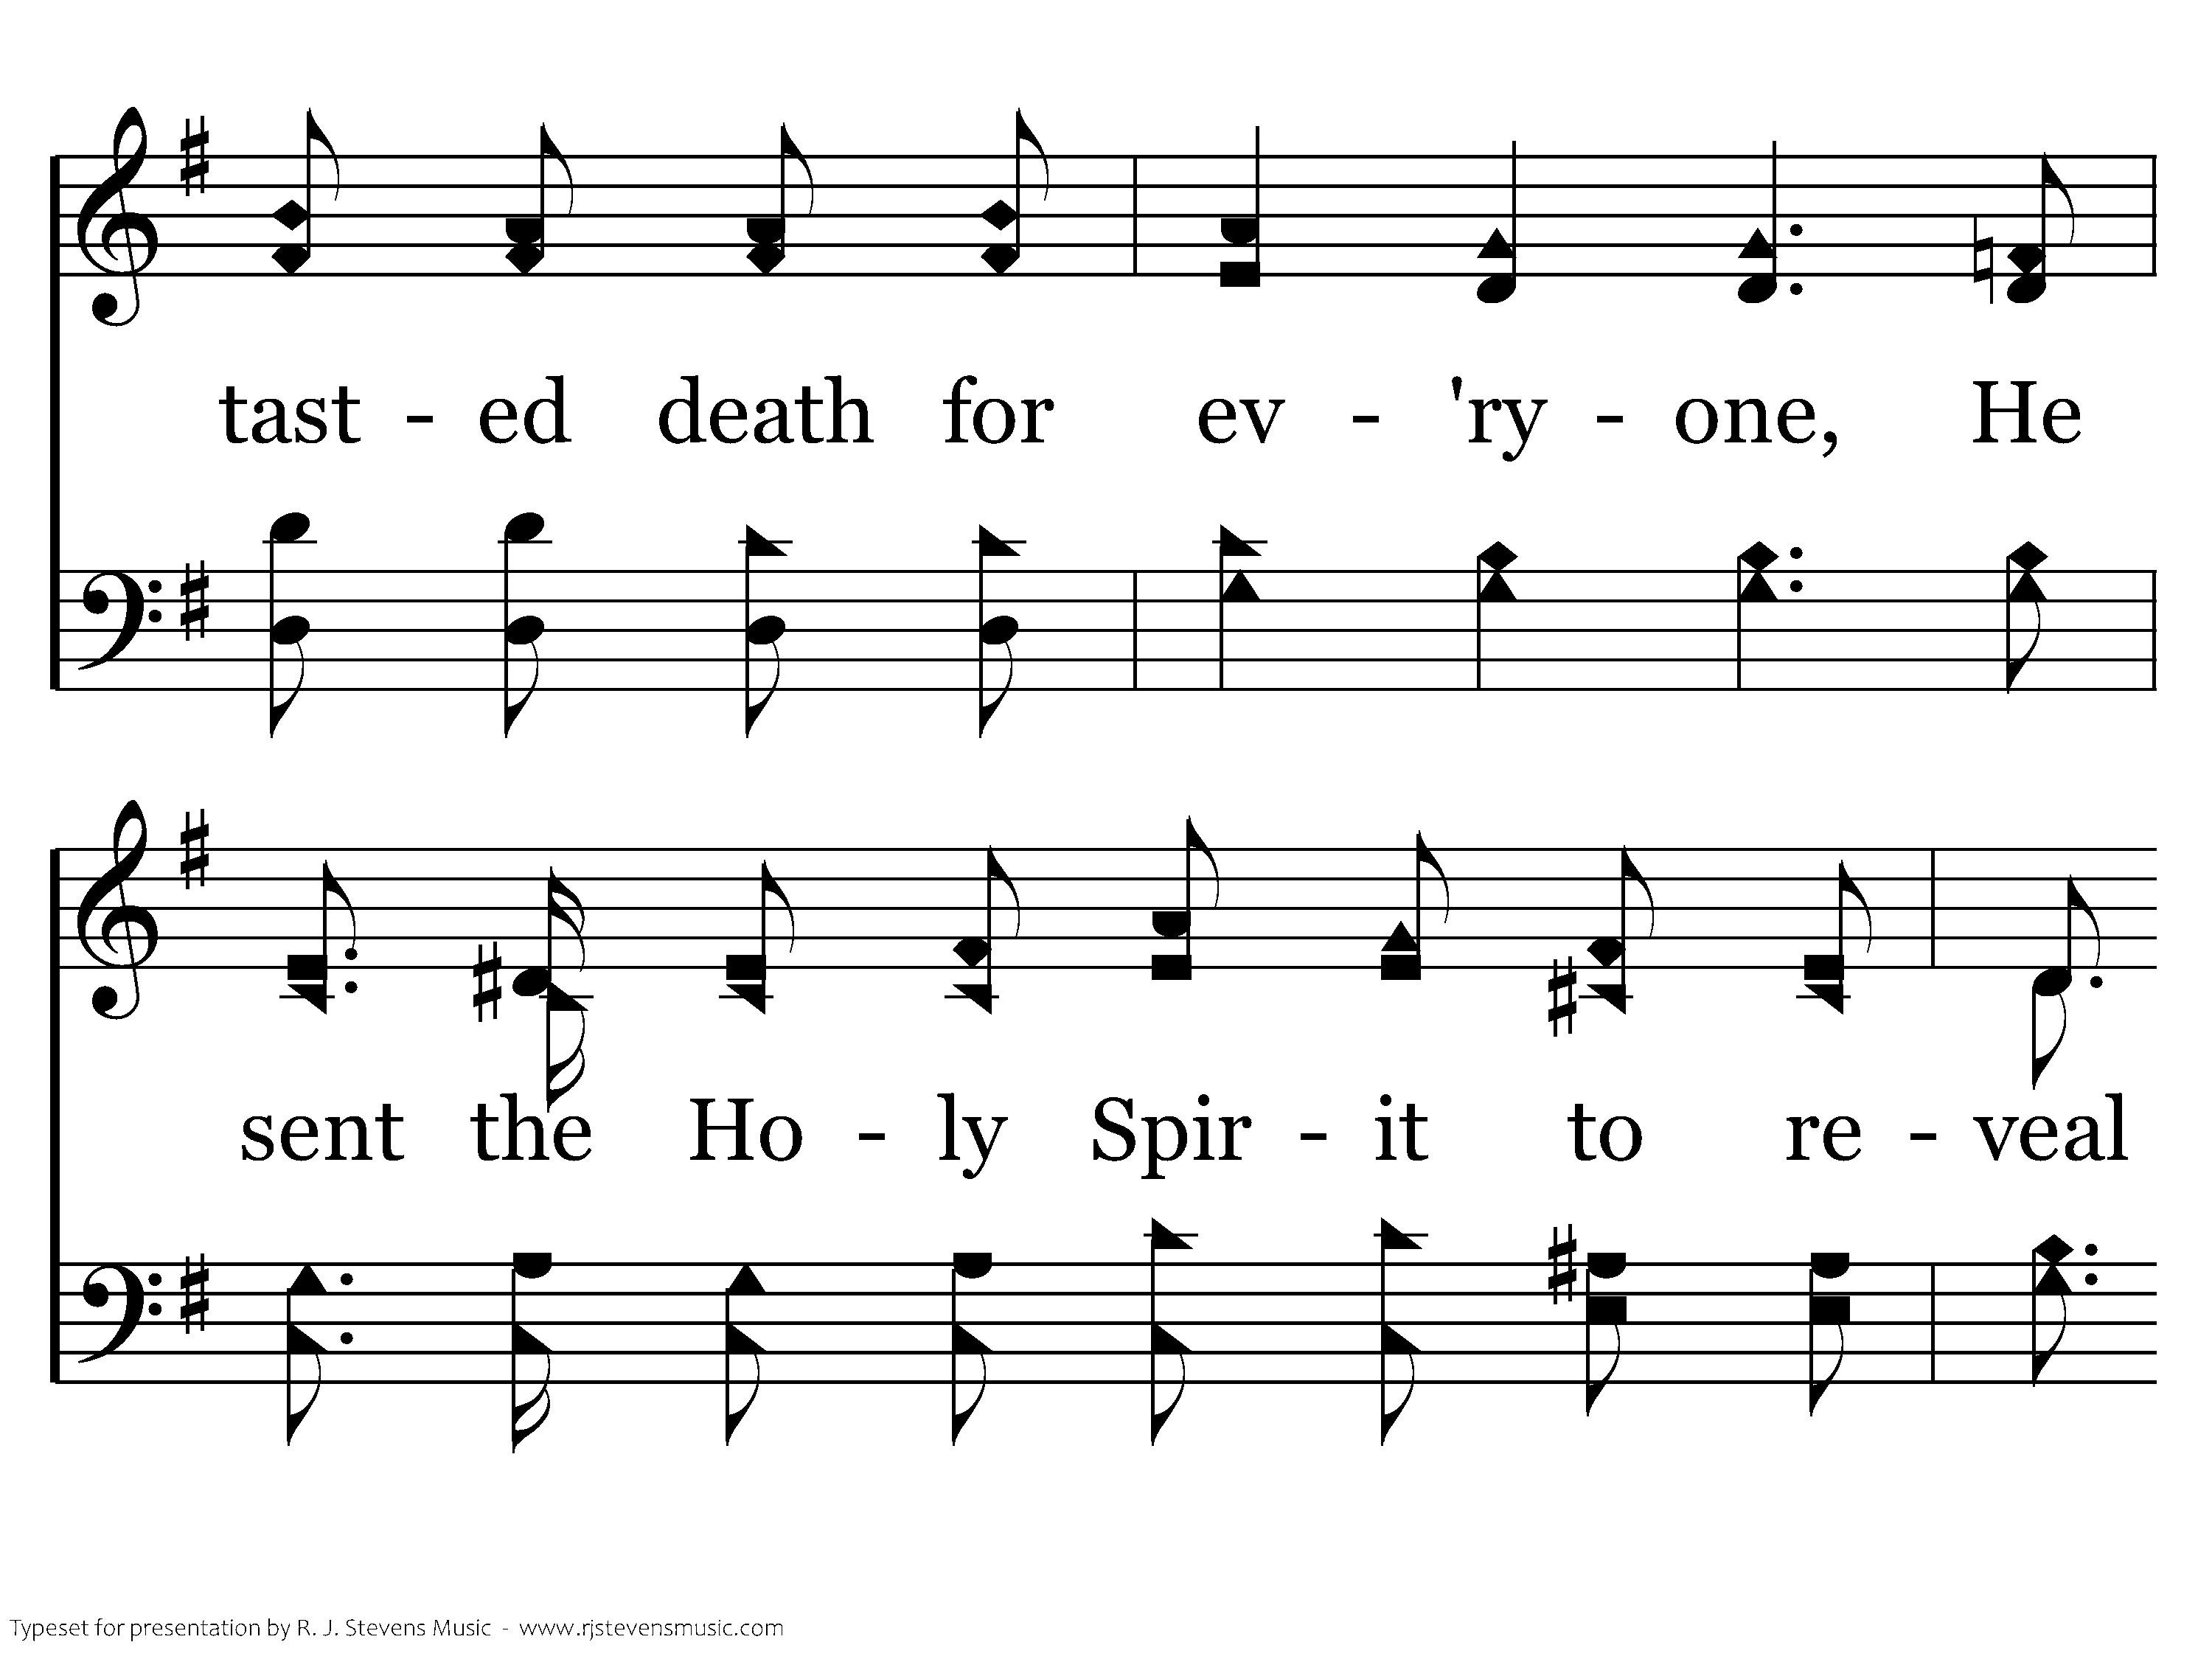 tast - ed death for ev - 'ry - one, He
sent the Ho - ly Spir - it to re - veal
Typeset for presentation by R. J. Stevens Music - www.rjstevensmusic.com